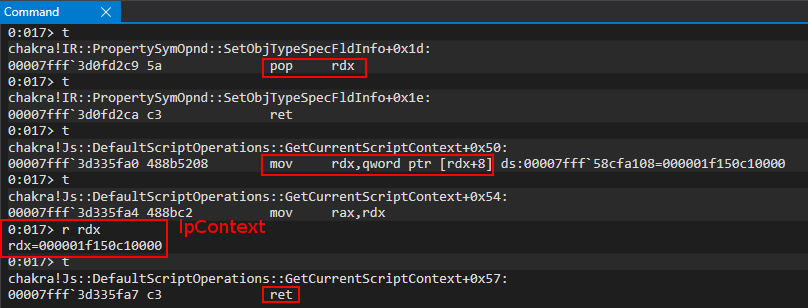 Command X
0:017> t
chakra!IR::PropertySymOpnd::SetObjTypeSpecFldInfo+0x1d:
00007fff`3d0fd2c9 5a pop rdx
0:017> t
chakra!IR::PropertySymOpnd::SetObjTypeSpecFldInfo+0x1e:
00007fff`3d0fd2ca c3 ret
0:017> t
chakra!Js::DefaultScriptOperations::GetCurrentScriptContext+0x50:
00007fff`3d335fa0 488b5208 mov rdx,qword ptr [rdx+8] ds:00007fff`58cfa108=000001f150c10000
0:017> t
chakra!Js::DefaultScriptOperations::GetCurrentScriptContext+0x54:
00007fff`3d335fa4 488bc2 mov rax,rdx
0:017> r rdx lpContext
rdx=000001f150c10000
0:017> t
chakra!Js::DefaultScriptOperations::GetCurrentScriptContext+0x57:
00007fff`3d335fa7 c3 ret